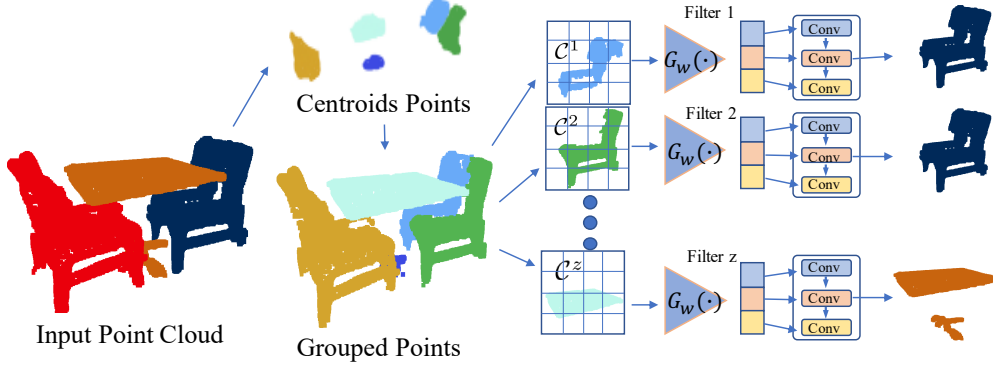 Centroids Points
Input Point Cloud
Grouped Points
𝒞¹
Filter 1
G_w(·)
Conv
Conv
Conv
𝒞²
Filter 2
G_w(·)
Conv
Conv
Conv
𝒞ᶻ
Filter z
G_w(·)
Conv
Conv
Conv